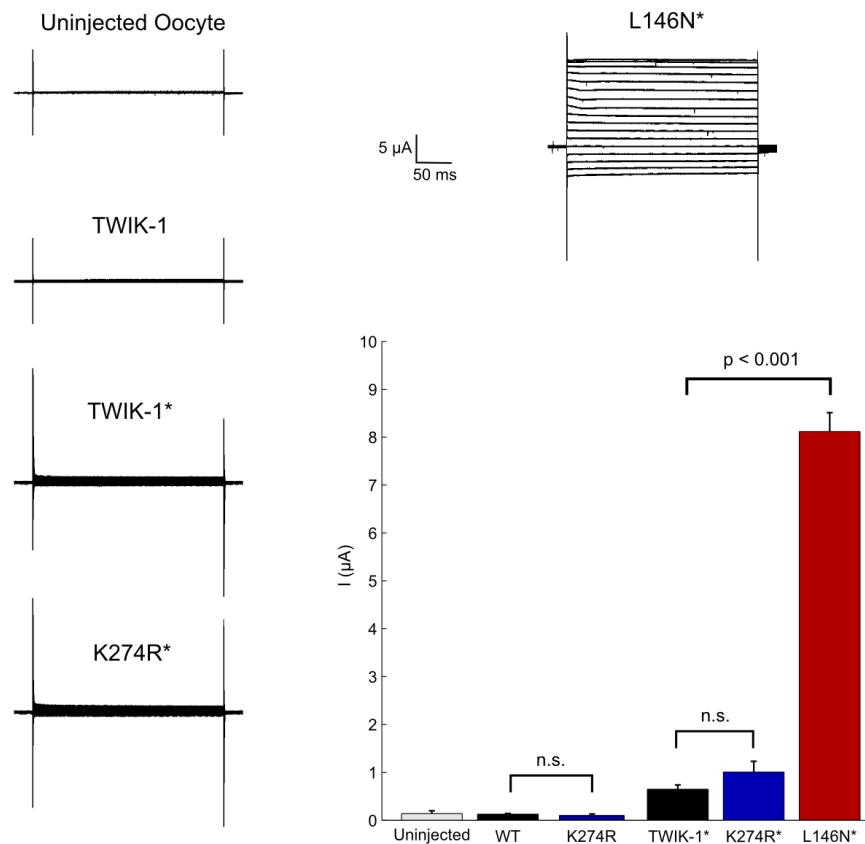 Uninjected Oocyte
L146N*
5 µA
50 ms
TWIK-1
TWIK-1*
K274R*
10
9
8
7
6
5
4
3
2
1
0
I (µA)
p < 0.001
n.s.
n.s.
Uninjected
WT
K274R
TWIK-1*
K274R*
L146N*